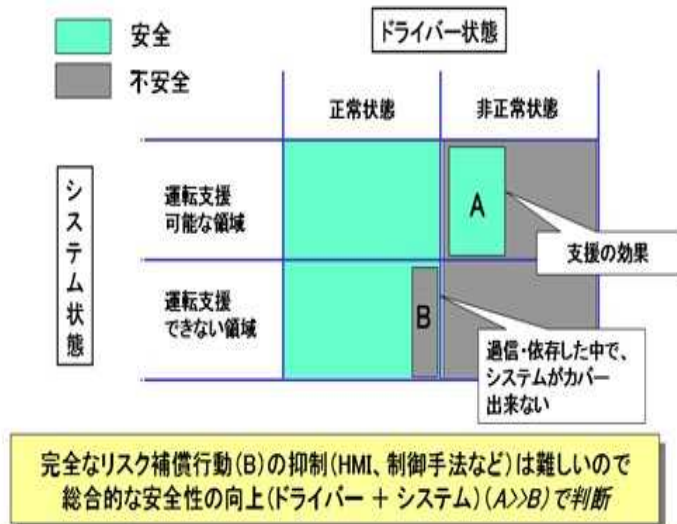 安全
不安全
ドライバー状態
正常状態
非正常状態
システム状態
運転支援
可能な領域
A
支援の効果
運転支援
できない領域
B
過信・依存した中で、
システムがカバー
出来ない
完全なリスク補償行動(B)の抑制(HMI、制御手法など)は難しいので
総合的な安全性の向上(ドライバー + システム)(A>>B)で判断